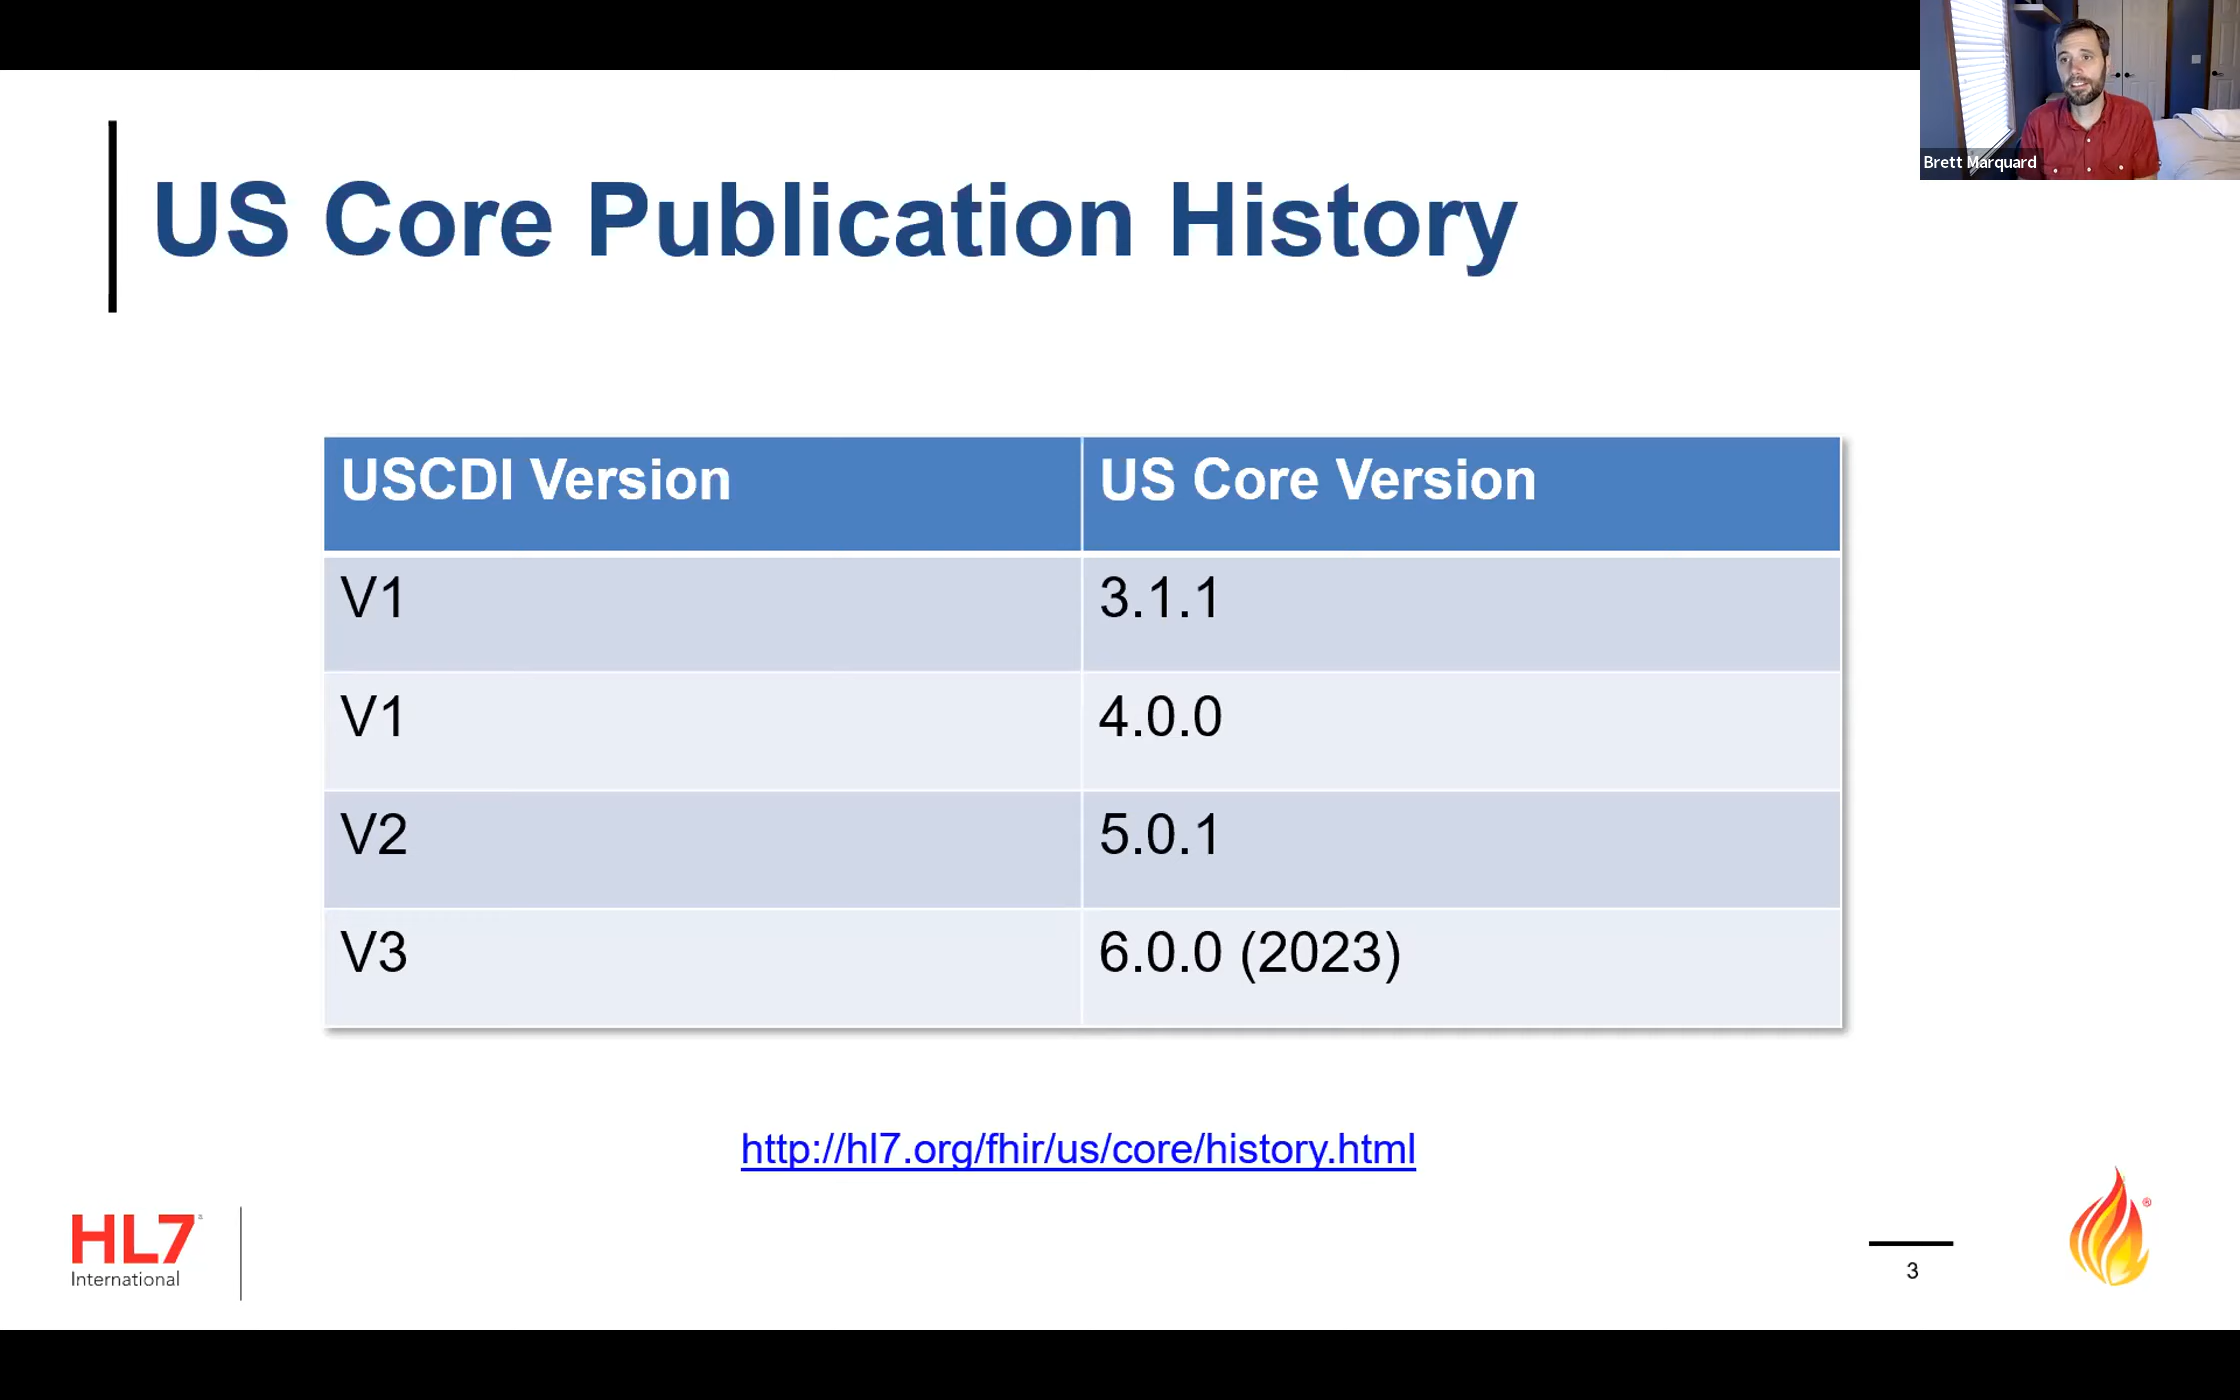 Brett Marquard
US Core Publication History
USCDI Version US Core Version
V1 3.1.1
V1 4.0.0
V2 5.0.1
V3 6.0.0 (2023)
http://hl7.org/fhir/us/core/history.html
HL7
International
3
®